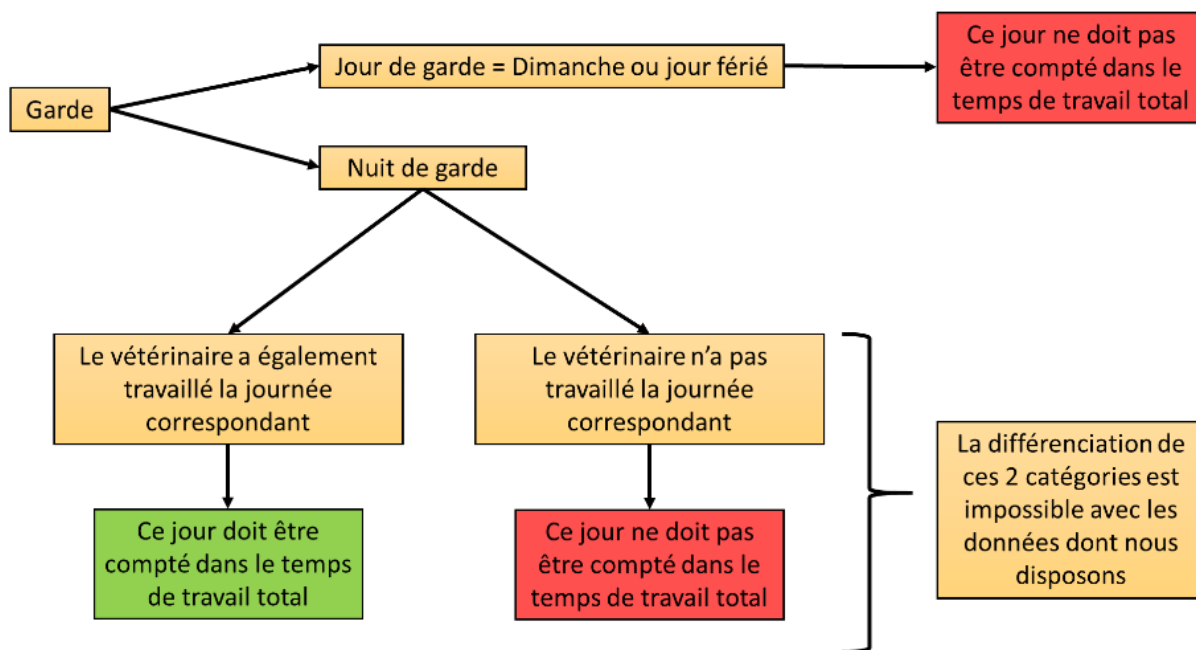 Ce jour ne doit pas
être compté dans le
temps de travail total
Jour de garde = Dimanche ou jour férié
Garde
Nuit de garde
Le vétérinaire a également
travaillé la journée
correspondant
Le vétérinaire n'a pas
travaillé la journée
correspondant
La différenciation de
ces 2 catégories est
impossible avec les
données dont nous
disposons
Ce jour doit être
compté dans le temps
de travail total
Ce jour ne doit pas
être compté dans le
temps de travail total